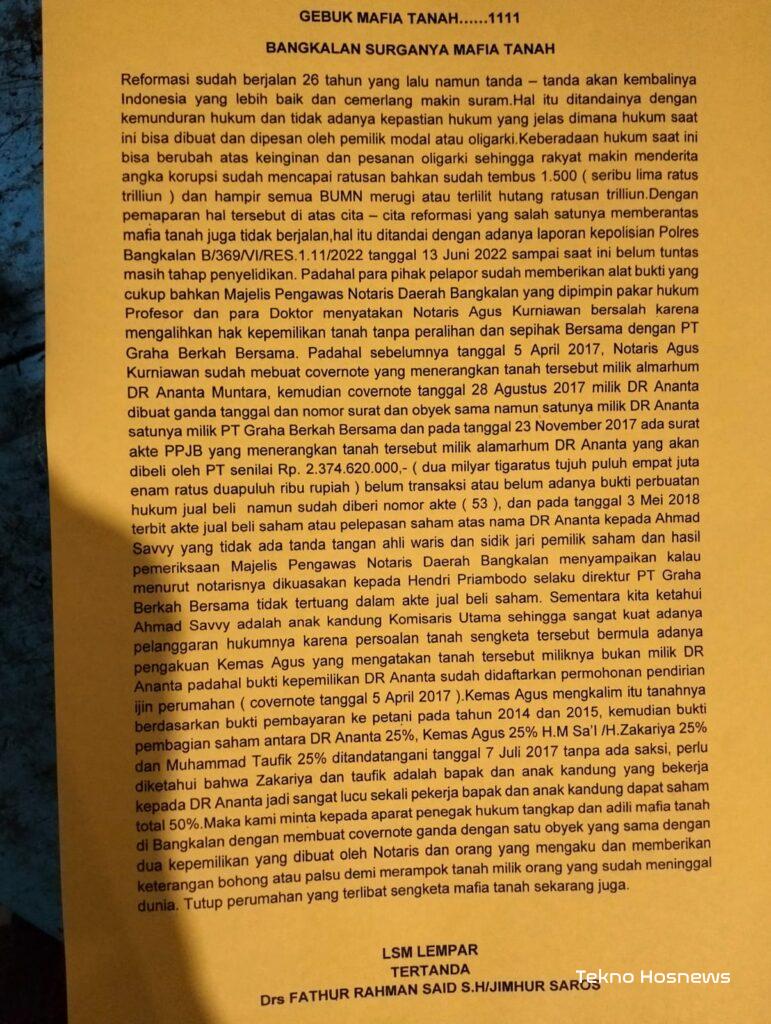 GEBUK MAFIA TANAH......1111
BANGKALAN SURGANYA MAFIA TANAH
Reformasi sudah berjalan 26 tahun yang lalu namun tanda – tanda akan kembalinya
Indonesia yang lebih baik dan cemerlang makin suram.Hal itu ditandainya dengan
kemunduran hukum dan tidak adanya kepastian hukum yang jelas dimana hukum saat
ini bisa dibuat dan dipesan oleh pemilik modal atau oligarki.Keberadaan hukum saat ini
bisa berubah atas keinginan dan pesanan oligarki sehingga rakyat makin menderita
angka korupsi sudah mencapai ratusan bahkan sudah tembus 1.500 ( seribu lima ratus
trilliun ) dan hampir semua BUMN merugi atau terlilit hutang ratusan trilliun.Dengan
pemaparan hal tersebut di atas cita – cita reformasi yang salah satunya memberantas
mafia tanah juga tidak berjalan,hal itu ditandai dengan adanya laporan kepolisian Polres
Bangkalan B/369/VI/RES.1.11/2022 tanggal 13 Juni 2022 sampai saat ini belum tuntas
masih tahap penyelidikan. Padahal para pihak pelapor sudah memberikan alat bukti yang
cukup bahkan Majelis Pengawas Notaris Daerah Bangkalan yang dipimpin pakar hukum
Profesor dan para Doktor menyatakan Notaris Agus Kurniawan bersalah karena
mengalihkan hak kepemilikan tanah tanpa peralihan dan sepihak Bersama dengan PT
Graha Berkah Bersama. Padahal sebelumnya tanggal 5 April 2017, Notaris Agus
Kurniawan sudah mebuat covernote yang menerangkan tanah tersebut milik almarhum
DR Ananta Muntara, kemudian covernote tanggal 28 Agustus 2017 milik DR Ananta
dibuat ganda tanggal dan nomor surat dan obyek sama namun satunya milik DR Ananta
satunya milik PT Graha Berkah Bersama dan pada tanggal 23 November 2017 ada surat
akte PPJB yang menerangkan tanah tersebut milik alamarhum DR Ananta yang akan
dibeli oleh PT senilai Rp. 2.374.620.000,- ( dua milyar tigaratus tujuh puluh empat juta
enam ratus duapuluh ribu rupiah ) belum transaksi atau belum adanya bukti perbuatan
hukum jual beli namun sudah diberi nomor akte ( 53 ), dan pada tanggal 3 Mei 2018
terbit akte jual beli saham atau pelepasan saham atas nama DR Ananta kepada Ahmad
Savvy yang tidak ada tanda tangan ahli waris dan sidik jari pemilik saham dan hasil
pemeriksaan Majelis Pengawas Notaris Daerah Bangkalan menyampaikan kalau
menurut notarisnya dikuasakan kepada Hendri Priambodo selaku direktur PT Graha
Berkah Bersama tidak tertuang dalam akte jual beli saham. Sementara kita ketahui
Ahmad Savvy adalah anak kandung Komisaris Utama sehingga sangat kuat adanya
pelanggaran hukumnya karena persoalan tanah sengketa tersebut bermula adanya
pengakuan Kemas Agus yang mengatakan tanah tersebut miliknya bukan milik DR
Ananta padahal bukti kepemilikan DR Ananta sudah didaftarkan permohonan pendirian
ijin perumahan ( covernote tanggal 5 April 2017 ).Kemas Agus mengkalim itu tanahnya
berdasarkan bukti pembayaran ke petani pada tahun 2014 dan 2015, kemudian bukti
pembagian saham antara DR Ananta 25%, Kemas Agus 25% H.M Sa'I /H.Zakariya 25%
dan Muhammad Taufik 25% ditandatangani tanggal 7 Juli 2017 tanpa ada saksi, perlu
diketahui bahwa Zakariya dan taufik adalah bapak dan anak kandung yang bekerja
kepada DR Ananta jadi sangat lucu sekali pekerja bapak dan anak kandung dapat saham
total 50%.Maka kami minta kepada aparat penegak hukum tangkap dan adili mafia tanah
di Bangkalan dengan membuat covernote ganda dengan satu obyek yang sama dengan
dua kepemilikan yang dibuat oleh Notaris dan orang yang mengaku dan memberikan
keterangan bohong atau palsu demi merampok tanah milik orang yang sudah meninggal
dunia. Tutup perumahan yang terlibat sengketa mafia tanah sekarang juga.
LSM LEMPAR
TERTANDA
Drs FATHUR RAHMAN SAID S.H/JIMHUR SAROS
Tekno Hosnews